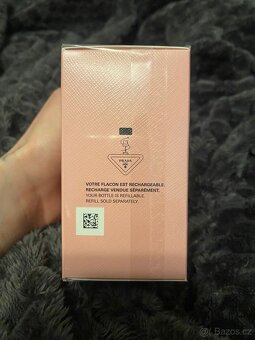 PRADA
VOTRE FLACON EST RECHARGEABLE.
RECHARGE VENDUE SÉPARÉMENT.
YOUR BOTTLE IS REFILLABLE.
REFILL SOLD SEPARATELY.
Bazos.cz